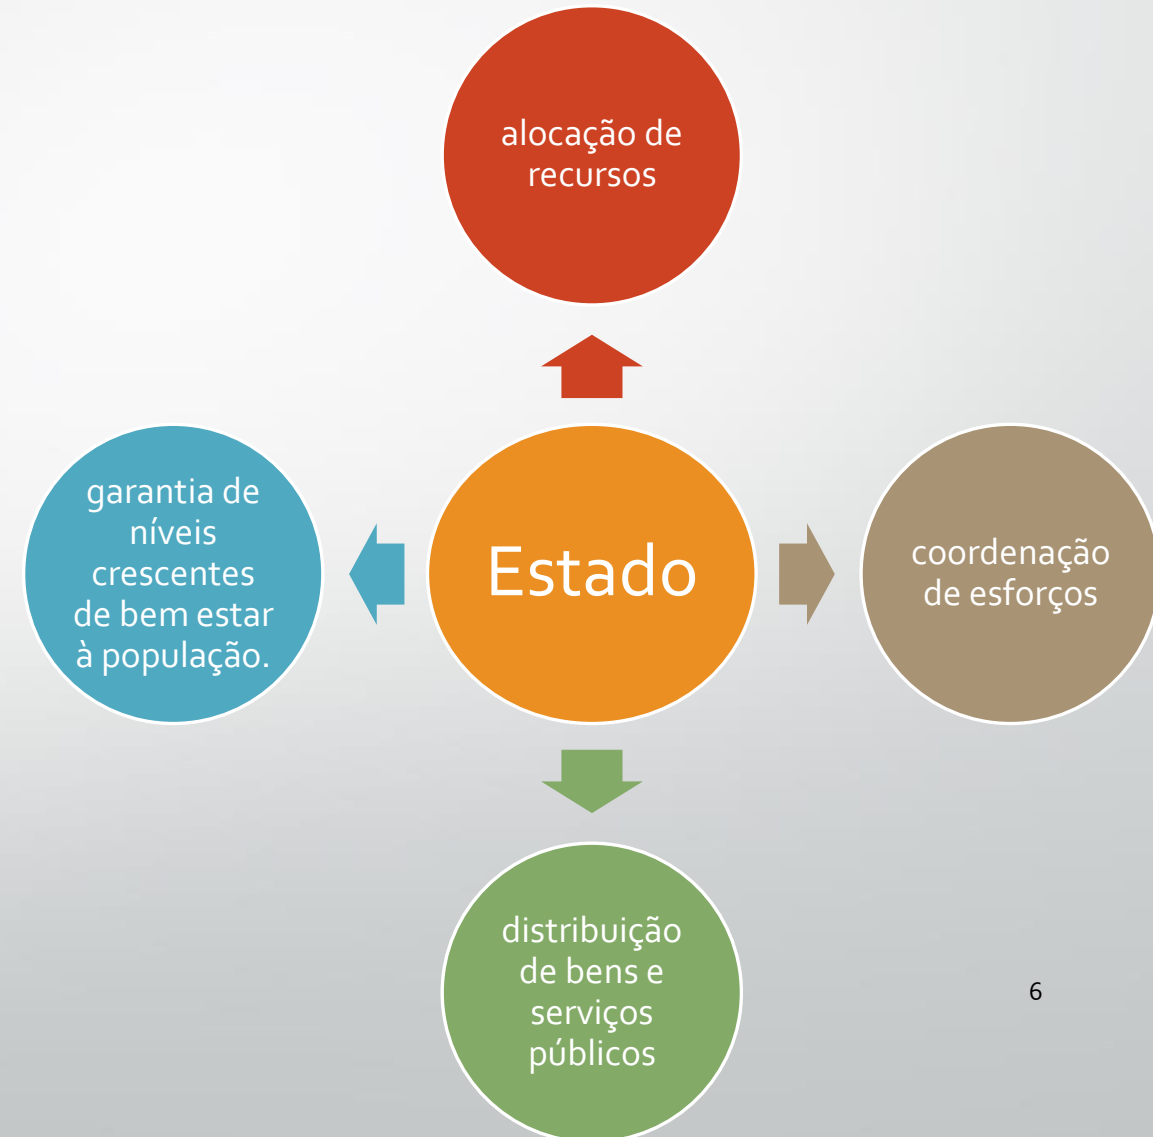 alocação de
recursos
garantia de
níveis
crescentes
de bem estar
à população.
Estado
coordenação
de esforços
distribuição
de bens e
serviços
públicos
6